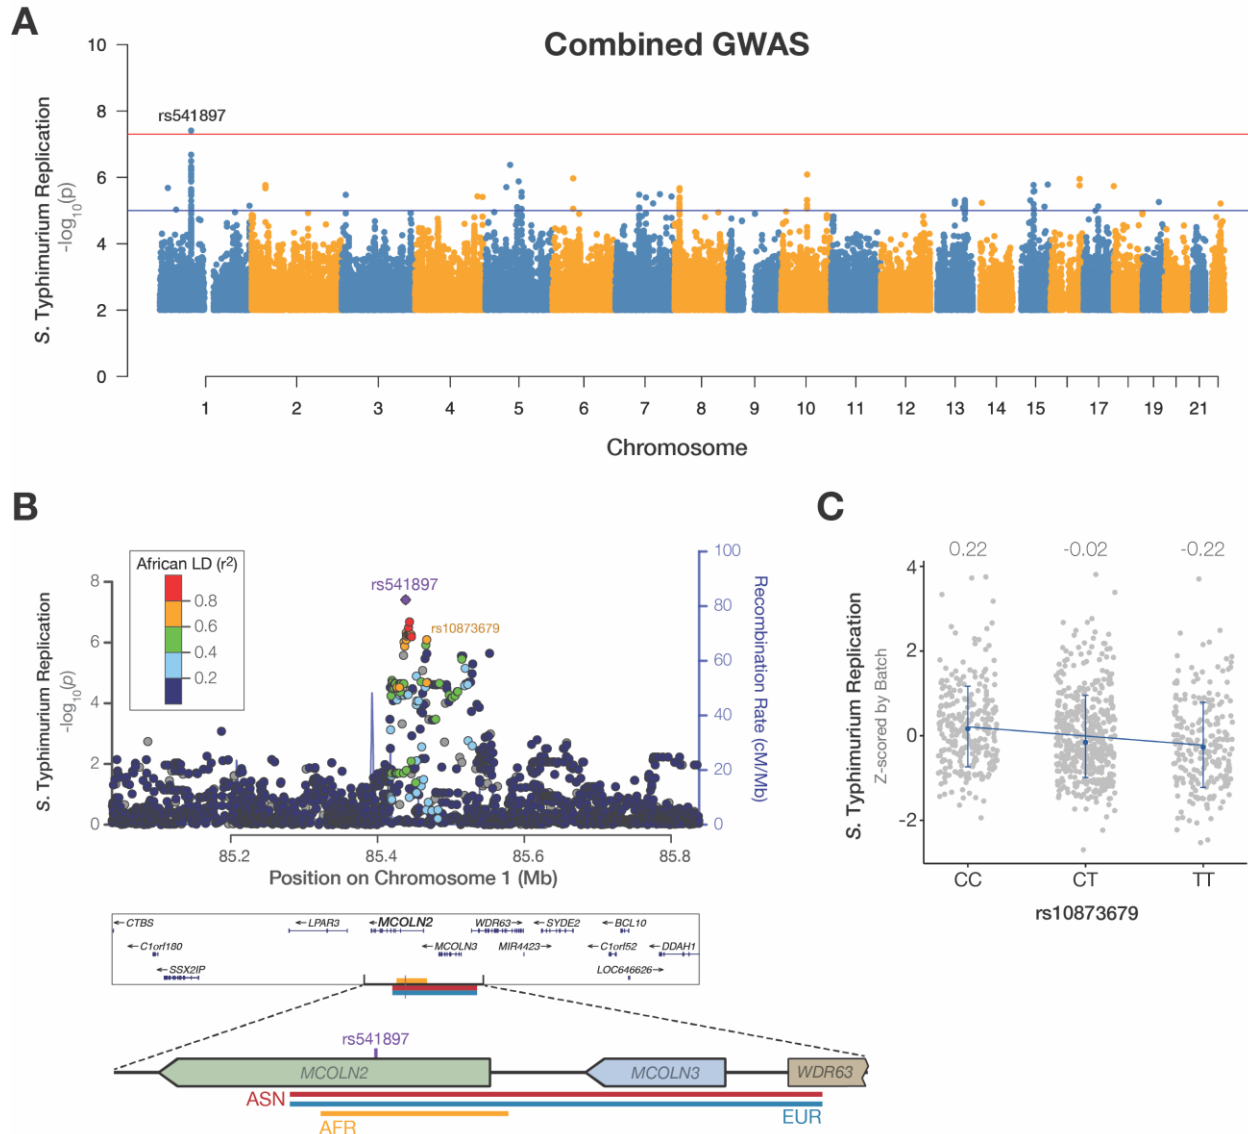 A
Combined GWAS
S. Typhimurium Replication
-log10(p)
10
8
6
4
2
0
rs541897
1 2 3 4 5 6 7 8 9 10 11 12 13 14 15 17 19 21
Chromosome
B
African LD (r2)
0.8
0.6
0.4
0.2
rs541897
rs10873679
S. Typhimurium Replication
-log10(p)
8
6
4
2
0
100
80
60
40
20
0
Recombination Rate (cM/Mb)
85.2 85.4 85.6 85.8
Position on Chromosome 1 (Mb)
←CTBS ←LPAR3 ←MCOLN2 WDR63→ ←SYDE2 ←BCL10
←C1orf180 ←MCOLN3 MIR4423→ ←C1orf52 ←DDAH1
←SSX2IP LOC646626→
rs541897
MCOLN2 MCOLN3 WDR63
ASN
EUR
AFR
C
0.22 -0.02 -0.22
S. Typhimurium Replication
Z-scored by Batch
4
2
0
-2
CC CT TT
rs10873679